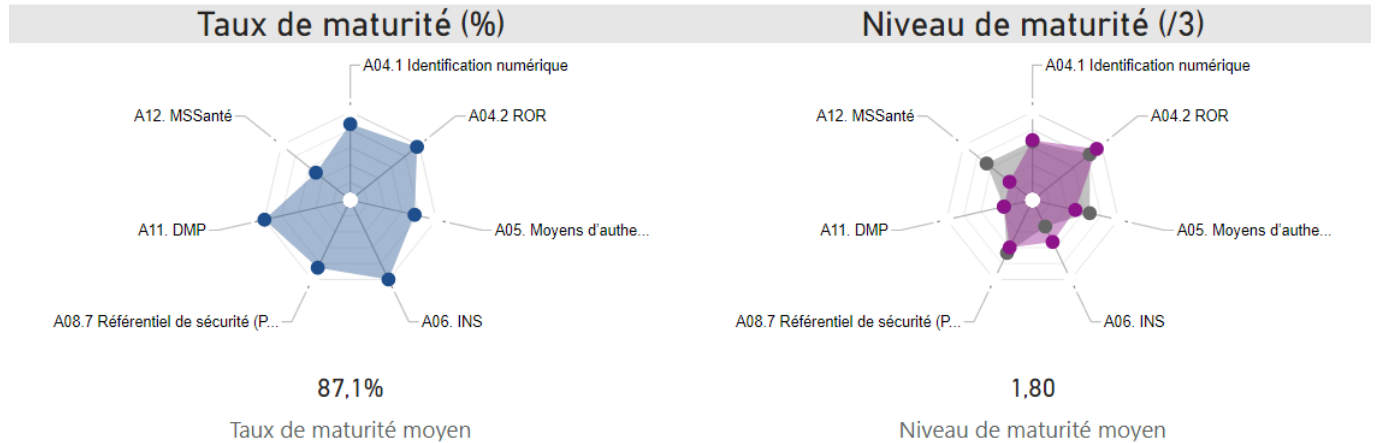 Taux de maturité (%)
A04.1 Identification numérique
A12. MSSanté
A04.2 ROR
A11. DMP
A05. Moyens d'authe...
A08.7 Référentiel de sécurité (P...
A06. INS
87,1%
Taux de maturité moyen
Niveau de maturité (/3)
A04.1 Identification numérique
A12. MSSanté
A04.2 ROR
A11. DMP
A05. Moyens d'authe...
A08.7 Référentiel de sécurité (P...
A06. INS
1,80
Niveau de maturité moyen